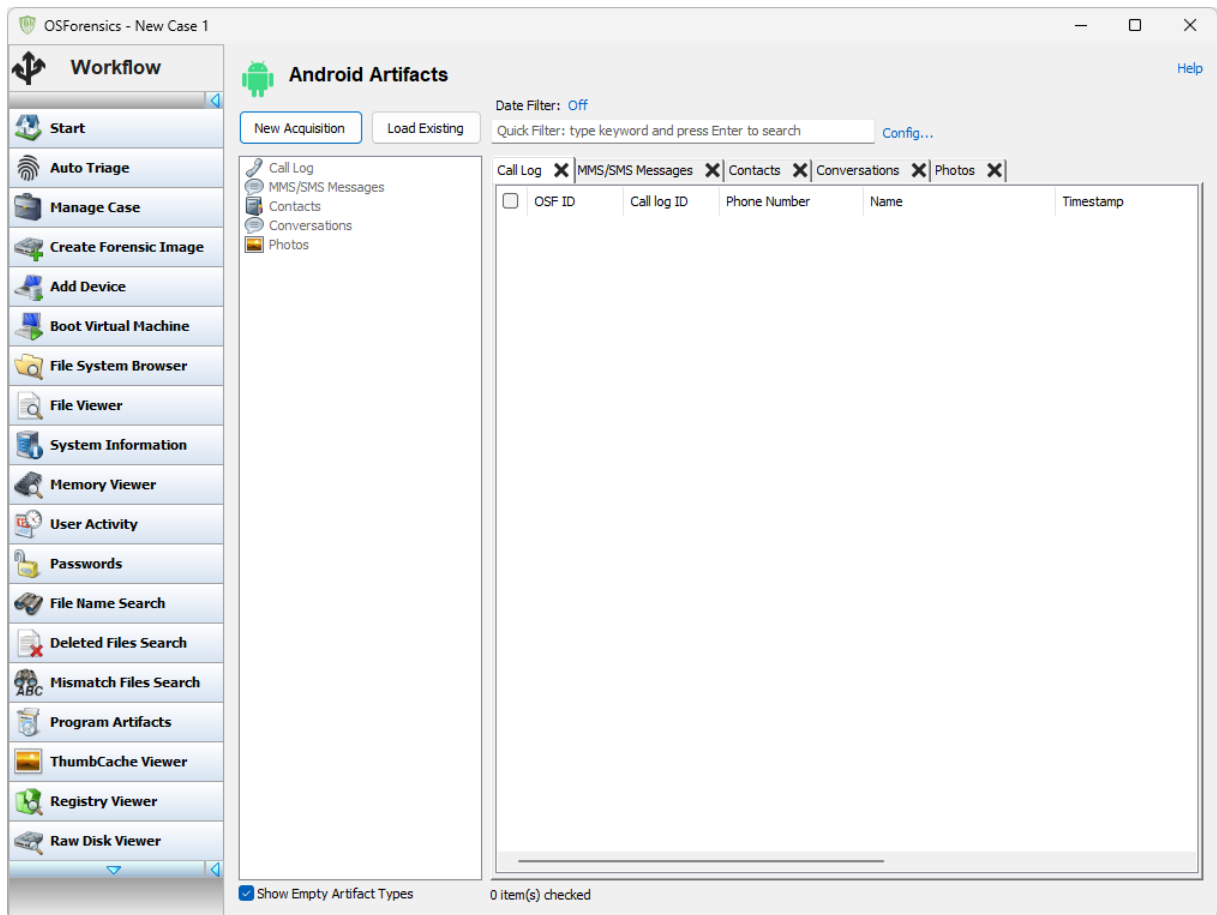 OSForensics - New Case 1
Workflow
Start
Auto Triage
Manage Case
Create Forensic Image
Add Device
Boot Virtual Machine
File System Browser
File Viewer
System Information
Memory Viewer
User Activity
Passwords
File Name Search
Deleted Files Search
ABC
Mismatch Files Search
Program Artifacts
ThumbCache Viewer
Registry Viewer
Raw Disk Viewer
Android Artifacts
Help
New Acquisition
Load Existing
Date Filter: Off
Quick Filter: type keyword and press Enter to search
Config...
Call Log
MMS/SMS Messages
Contacts
Conversations
Photos
Call Log MMS/SMS Messages Contacts Conversations Photos
OSF ID Call log ID Phone Number Name Timestamp
Show Empty Artifact Types
0 item(s) checked